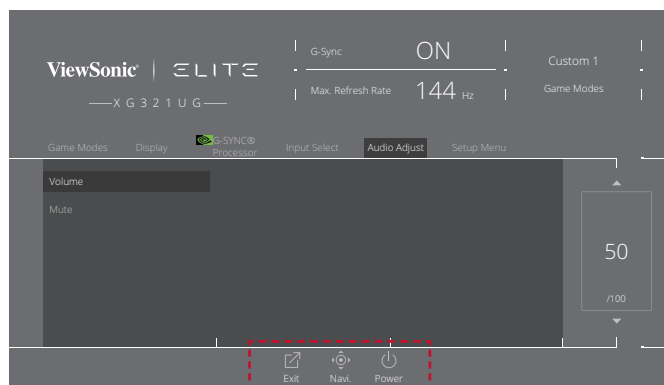 ViewSonic® ELITE
XG321UG
G-Sync ON
Max. Refresh Rate 144 Hz
Custom 1
Game Modes
Game Modes Display G-SYNC® Processor Input Select Audio Adjust Setup Menu
Volume
Mute
50
/100
Exit Navi. Power